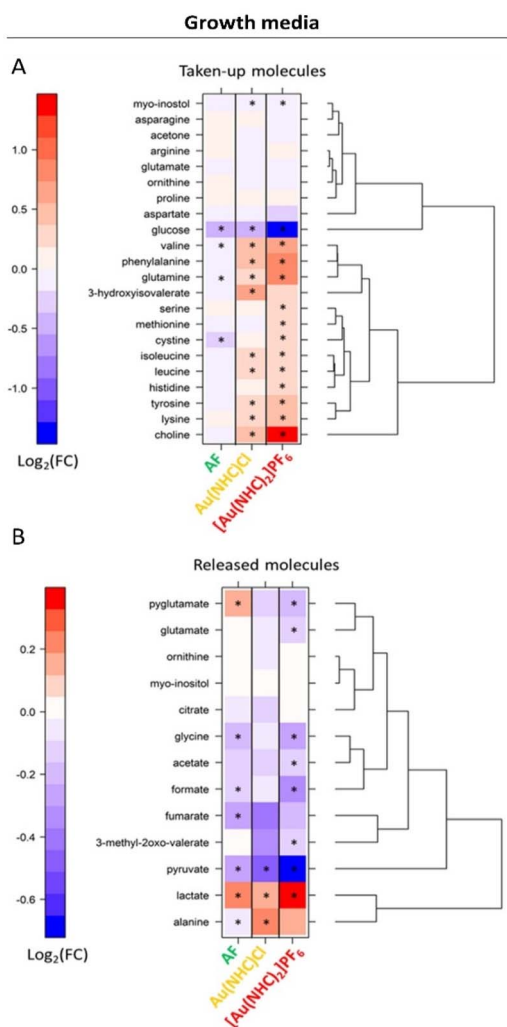 Growth media
A
Taken-up molecules
1.0
0.5
0.0
-0.5
-1.0
Log2(FC)
myo-inostol * *
asparagine
acetone
arginine
glutamate
ornithine
proline
aspartate
glucose * * *
valine * * *
phenylalanine * *
glutamine * * *
3-hydroxyisovalerate *
serine *
methionine *
cystine * *
isoleucine * *
leucine * *
histidine *
tyrosine * *
lysine * *
choline * *
AF
Au(NHC)Cl
[Au(NHC)2]PF6
B
Released molecules
0.2
0.0
-0.2
-0.4
-0.6
Log2(FC)
pyglutamate * *
glutamate *
ornithine
myo-inositol
citrate
glycine * *
acetate *
formate * *
fumarate *
3-methyl-2oxo-valerate *
pyruvate * * *
lactate * * *
alanine * *
AF
Au(NHC)Cl
[Au(NHC)2]PF6